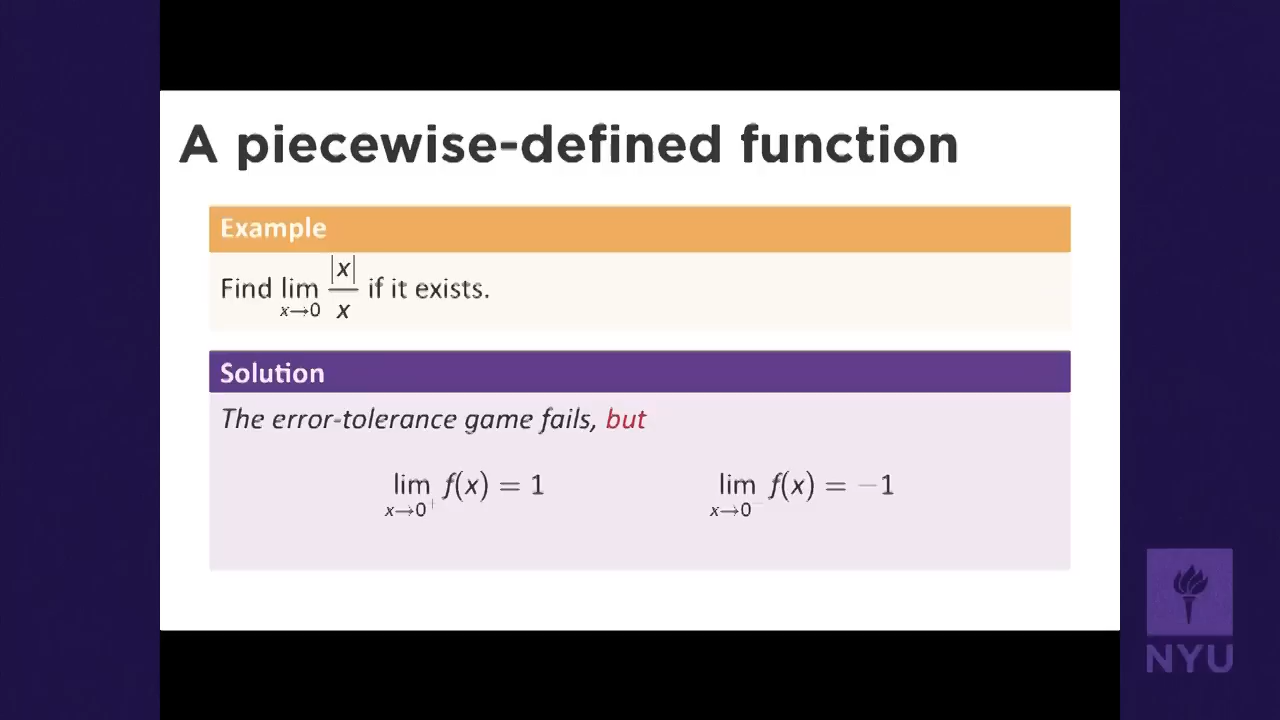 A piecewise-defined function
Example
Find lim x→0 |x|/x if it exists.
Solution
The error-tolerance game fails, but
lim x→0⁺ f(x) = 1 lim x→0⁻ f(x) = −1
NYU